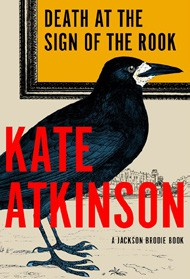 DEATH AT THE
SIGN OF THE ROOK
KATE
ATKINSON
A JACKSON BRODIE BOOK